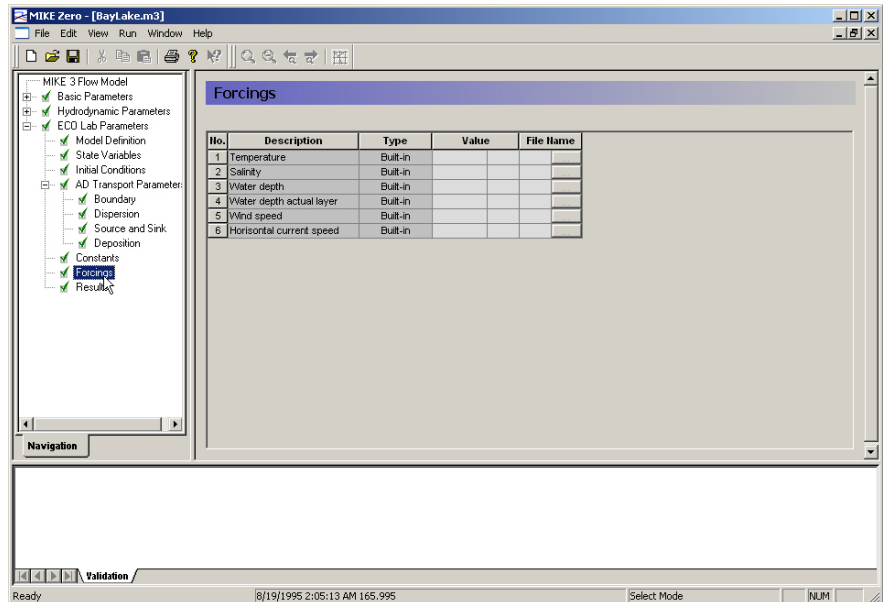 MIKE Zero - [BayLake.m3]
File Edit View Run Window Help
MIKE 3 Flow Model
Basic Parameters
Hydrodynamic Parameters
ECO Lab Parameters
Model Definition
State Variables
Initial Conditions
AD Transport Parameter:
Boundary
Dispersion
Source and Sink
Deposition
Constants
Forcings
Results
Navigation
Forcings
No. Description Type Value File Name
1 Temperature Built-in ...
2 Salinity Built-in ...
3 Water depth Built-in ...
4 Water depth actual layer Built-in ...
5 Wind speed Built-in ...
6 Horisontal current speed Built-in ...
Validation
Ready 8/19/1995 2:05:13 AM 165.995 Select Mode NUM